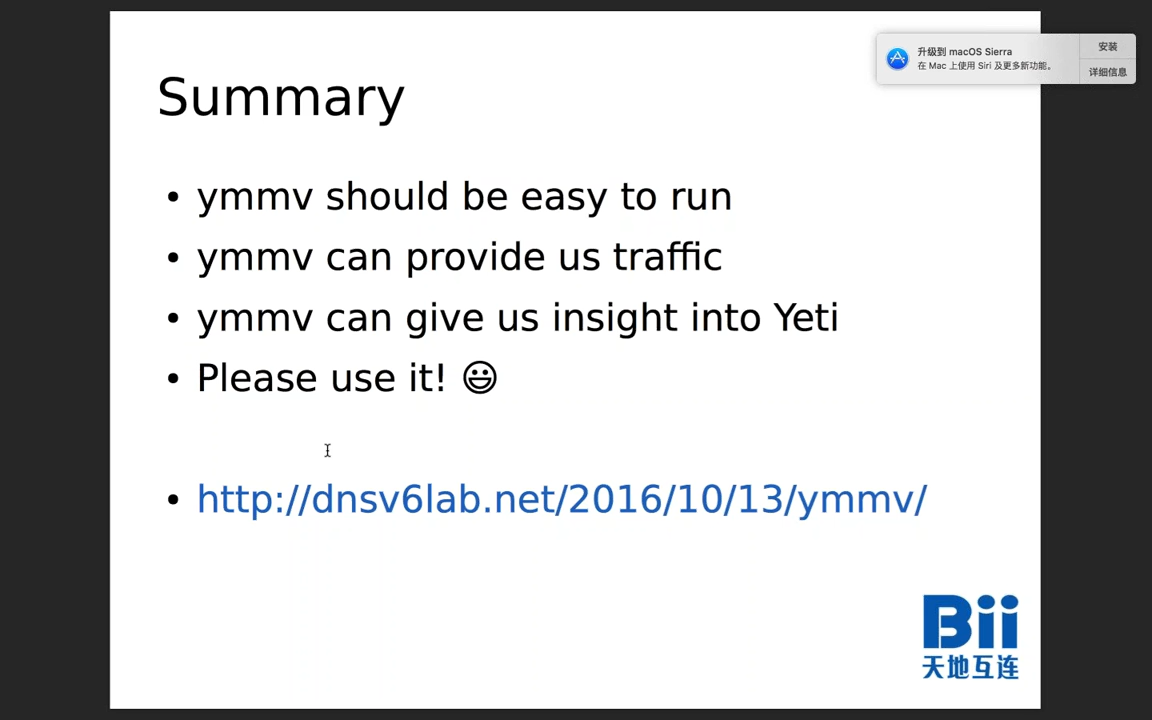 Summary
升级到 macOS Sierra
在 Mac 上使用 Siri 及更多新功能。
安装
详细信息
• ymmv should be easy to run
• ymmv can provide us traffic
• ymmv can give us insight into Yeti
• Please use it! 😃
• http://dnsv6lab.net/2016/10/13/ymmv/
Bii
天地互连